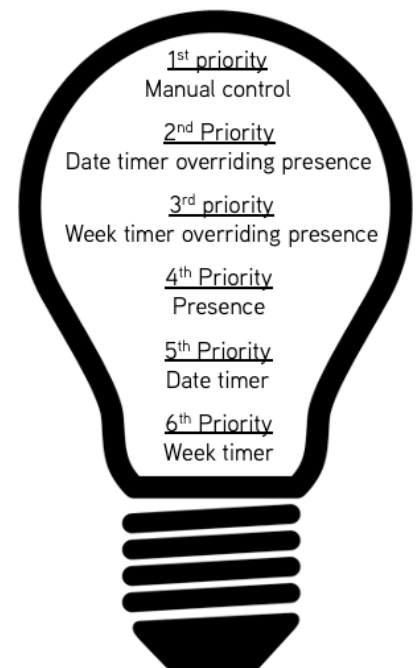 1st priority
Manual control
2nd Priority
Date timer overriding presence
3rd priority
Week timer overriding presence
4th Priority
Presence
5th Priority
Date timer
6th Priority
Week timer